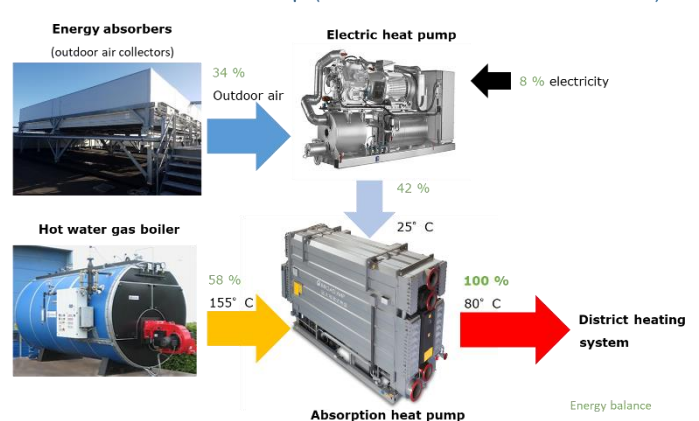 Energy absorbers
(outdoor air collectors)
34 %
Outdoor air
Electric heat pump
8 % electricity
42 %
25° C
Hot water gas boiler
58 %
155° C
100 %
80° C
District heating
system
Absorption heat pump
Energy balance